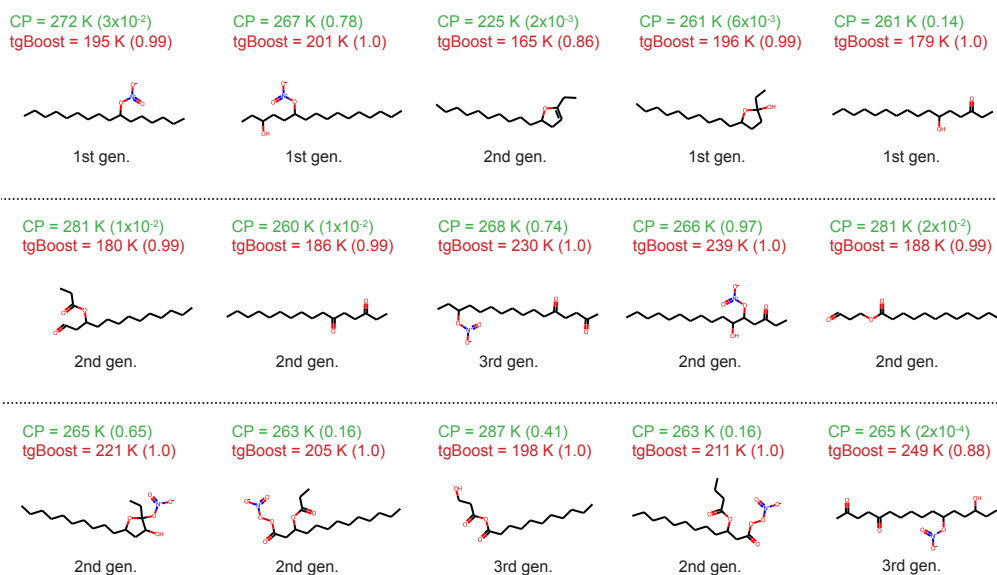 CP = 272 K (3x10⁻²) CP = 267 K (0.78) CP = 225 K (2x10⁻³) CP = 261 K (6x10⁻³) CP = 261 K (0.14)
tgBoost = 195 K (0.99) tgBoost = 201 K (1.0) tgBoost = 165 K (0.86) tgBoost = 196 K (0.99) tgBoost = 179 K (1.0)
1st gen. 1st gen. 2nd gen. 1st gen. 1st gen.
CP = 281 K (1x10⁻²) CP = 260 K (1x10⁻²) CP = 268 K (0.74) CP = 266 K (0.97) CP = 281 K (2x10⁻²)
tgBoost = 180 K (0.99) tgBoost = 186 K (0.99) tgBoost = 230 K (1.0) tgBoost = 239 K (1.0) tgBoost = 188 K (0.99)
2nd gen. 2nd gen. 3rd gen. 2nd gen. 2nd gen.
CP = 265 K (0.65) CP = 263 K (0.16) CP = 287 K (0.41) CP = 263 K (0.16) CP = 265 K (2x10⁻⁴)
tgBoost = 221 K (1.0) tgBoost = 205 K (1.0) tgBoost = 198 K (1.0) tgBoost = 211 K (1.0) tgBoost = 249 K (0.88)
2nd gen. 2nd gen. 3rd gen. 2nd gen. 3rd gen.